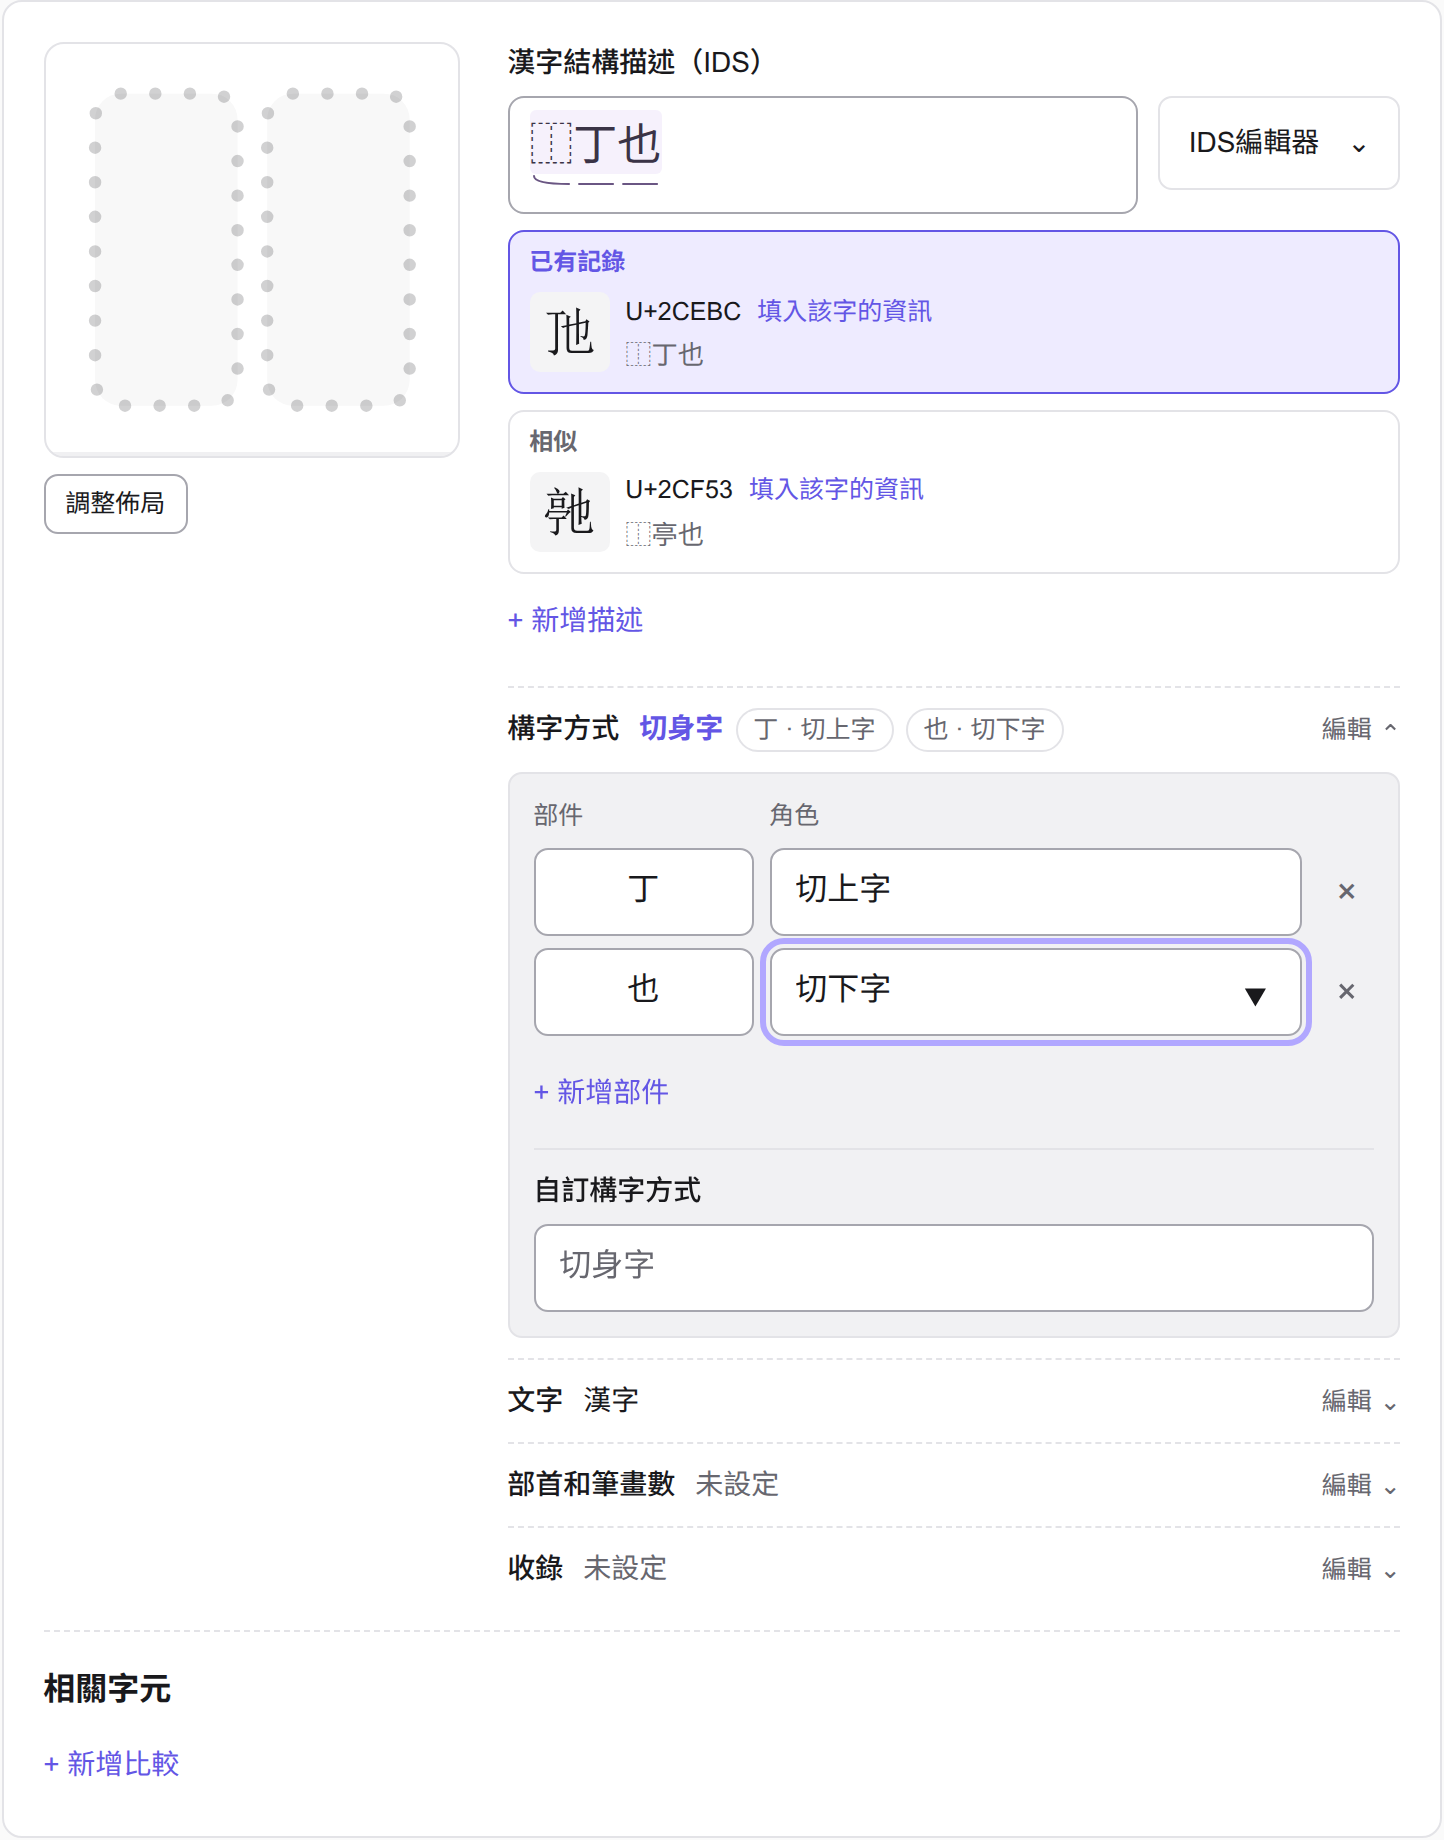 漢字結構描述（IDS）
⿰丁也
IDS編輯器
已有記錄
𬺼 U+2CEBC 填入該字的資訊
⿰丁也
相似
𬽓 U+2CF53 填入該字的資訊
⿰亭也
+ 新增描述
構字方式 切身字 丁 · 切上字 也 · 切下字 編輯
部件 角色
丁 切上字 ×
也 切下字 ▼ ×
+ 新增部件
自訂構字方式
切身字
文字 漢字 編輯
部首和筆畫數 未設定 編輯
收錄 未設定 編輯
調整佈局
相關字元
+ 新增比較